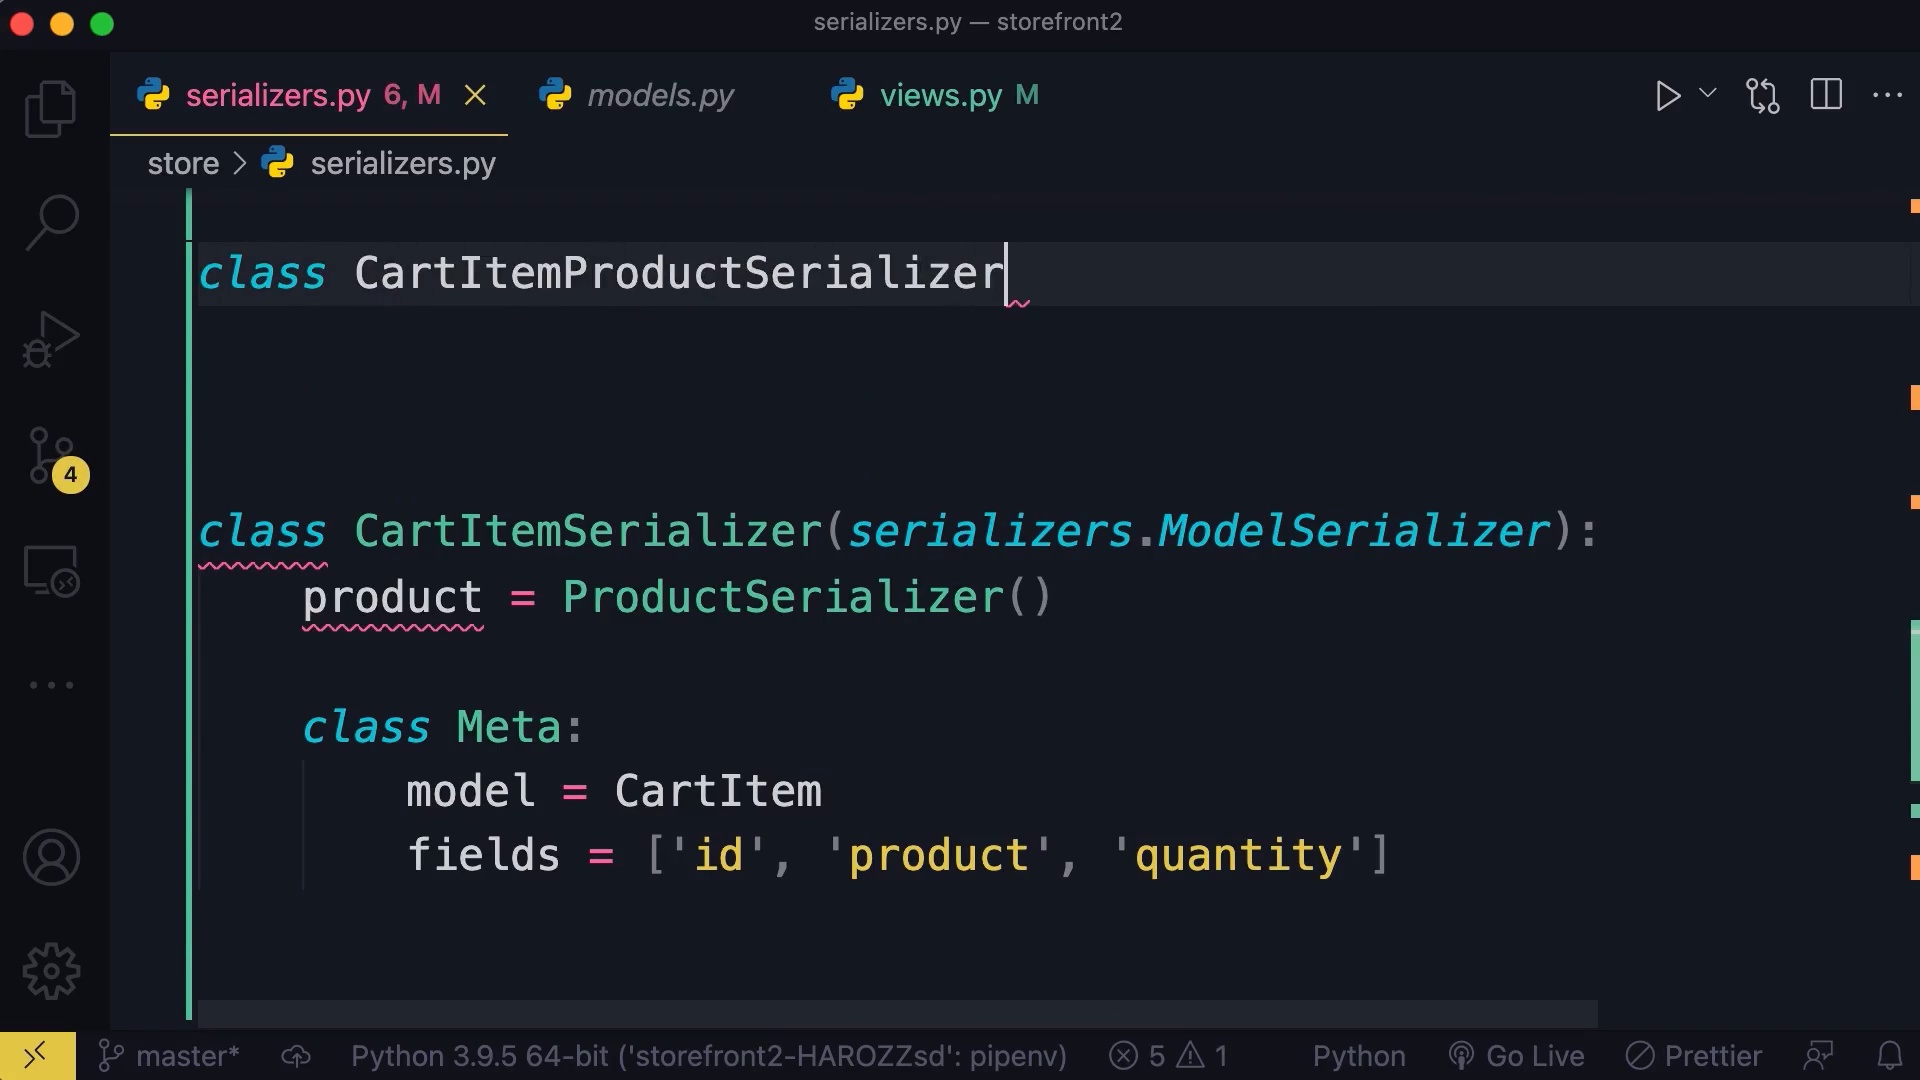 serializers.py — storefront2
serializers.py 6, M
models.py
views.py M
store > serializers.py
class CartItemProductSerializer
class CartItemSerializer(serializers.ModelSerializer):
product = ProductSerializer()
class Meta:
model = CartItem
fields = ['id', 'product', 'quantity']
4
master*
Python 3.9.5 64-bit ('storefront2-HAROZZsd': pipenv)
5
1
Python
Go Live
Prettier